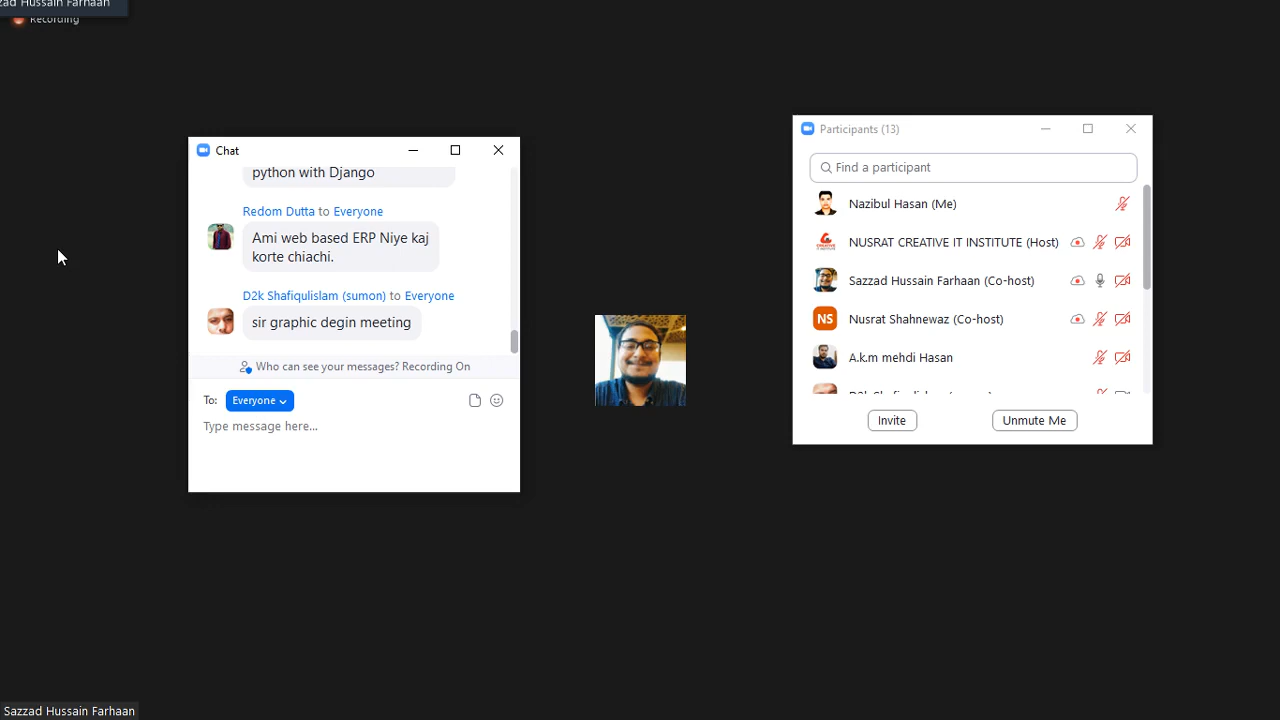 zad Hussain Farhaan
Recording
Chat
python with Django
Redom Dutta to Everyone
Ami web based ERP Niye kaj
korte chiachi.
D2k Shafiqulislam (sumon) to Everyone
sir graphic degin meeting
Who can see your messages? Recording On
To: Everyone
Type message here...
Participants (13)
Find a participant
Nazibul Hasan (Me)
NUSRAT CREATIVE IT INSTITUTE (Host)
Sazzad Hussain Farhaan (Co-host)
NS Nusrat Shahnewaz (Co-host)
A.k.m mehdi Hasan
Invite
Unmute Me
Sazzad Hussain Farhaan